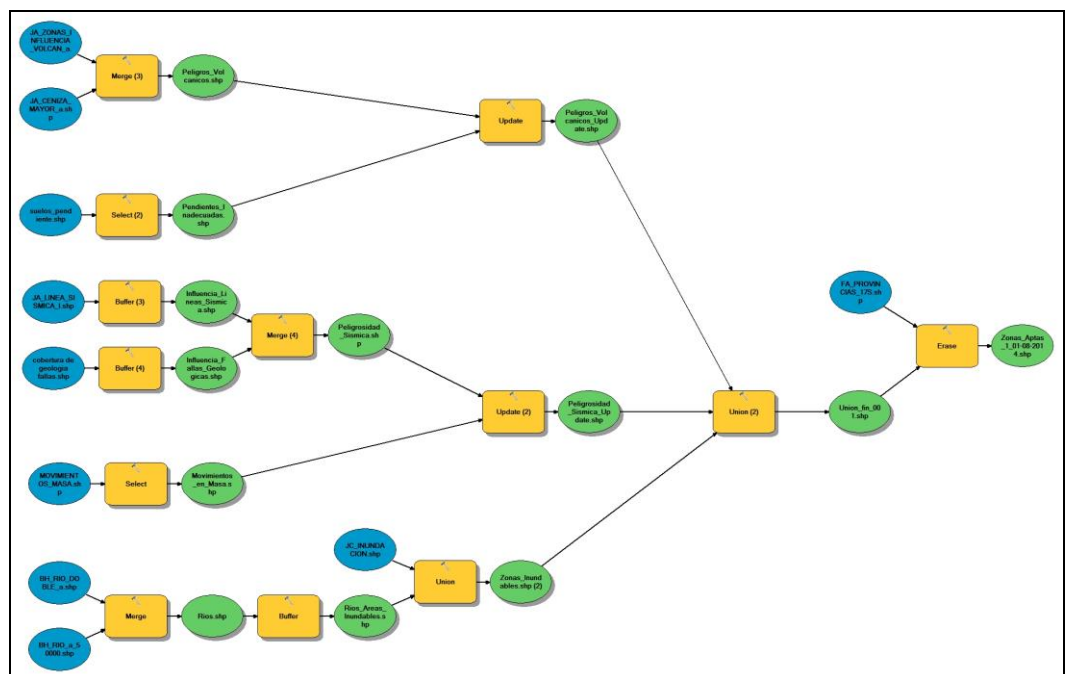 JA_ZONAS_I
NFLUENCIA
_VOLCAN_a
Merge (3)
Peligros_Vol
canicos.shp
JA_CENIZA_
MAYOR_a.sh
p
Update
Peligros_Vol
canicos_Upd
ate.shp
suelos_pend
iente.shp
Select (2)
Pendientes_I
nadecuadas.
shp
JA_LINEA_SI
SMICA_l.shp
Buffer (3)
Influencia_Li
neas_Sismic
a.shp
Merge (4)
Peligrosidad
_Sismica.sh
p
cobertura de
geologia
fallas.shp
Buffer (4)
Influencia_F
allas_Geolo
gicas.shp
FA_PROVIN
CIAS_17S.sh
p
Erase
Zonas_Aptas
_1_01-08-201
4.shp
Update (2)
Peligrosidad
_Sismica_Up
date.shp
Union (2)
Union_fin_00
1.shp
MOVIMIENT
OS_MASA.sh
p
Select
Movimientos
_en_Masa.s
hp
JC_INUNDA
CION.shp
Union
Zonas_Inund
ables.shp (2)
BH_RIO_DO
BLE_a.shp
Merge
Rios.shp
Buffer
Rios_Areas_
Inundables.s
hp
BH_RIO_a_5
0000.shp